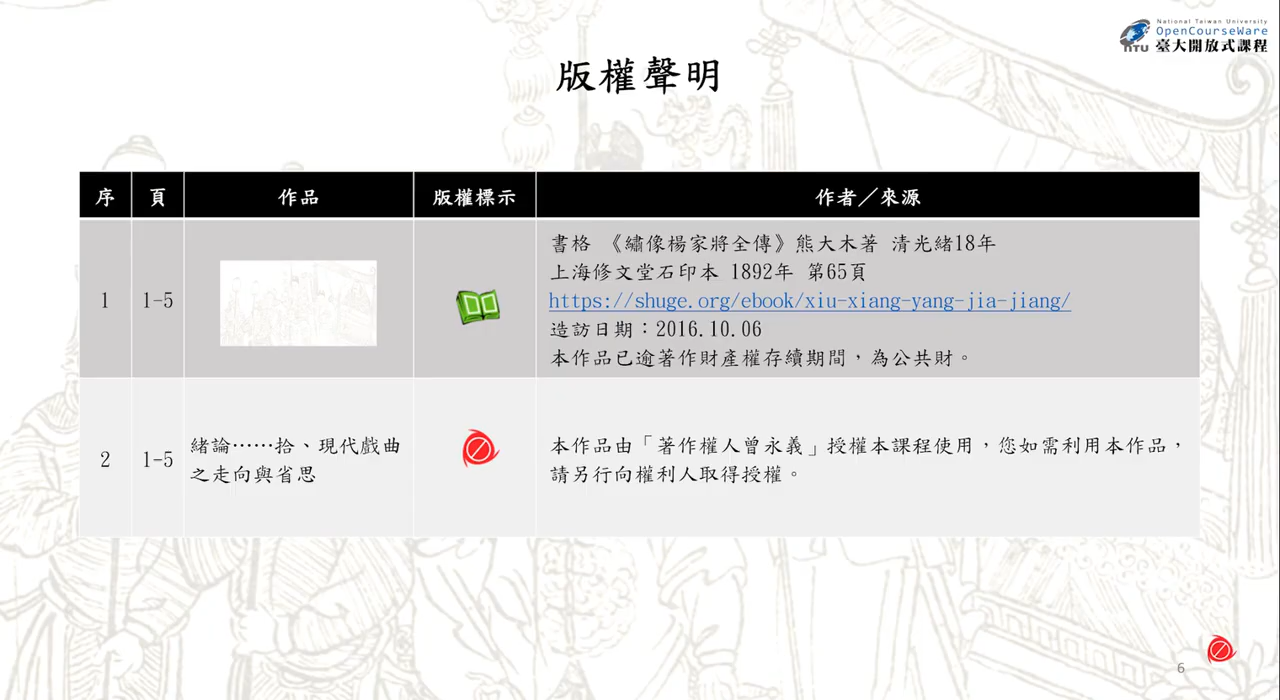 National Taiwan University
OpenCourseWare
NTU 臺大開放式課程
版權聲明
序 頁 作品 版權標示 作者／來源
1 1-5
書格 《繡像楊家將全傳》熊大木著 清光緒18年
上海修文堂石印本 1892年 第65頁
https://shuge.org/ebook/xiu-xiang-yang-jia-jiang/
造訪日期：2016.10.06
本作品已逾著作財產權存續期間，為公共財。
2 1-5
緒論……拾、現代戲曲
之走向與省思
本作品由「著作權人曾永義」授權本課程使用，您如需利用本作品，
請另行向權利人取得授權。
6